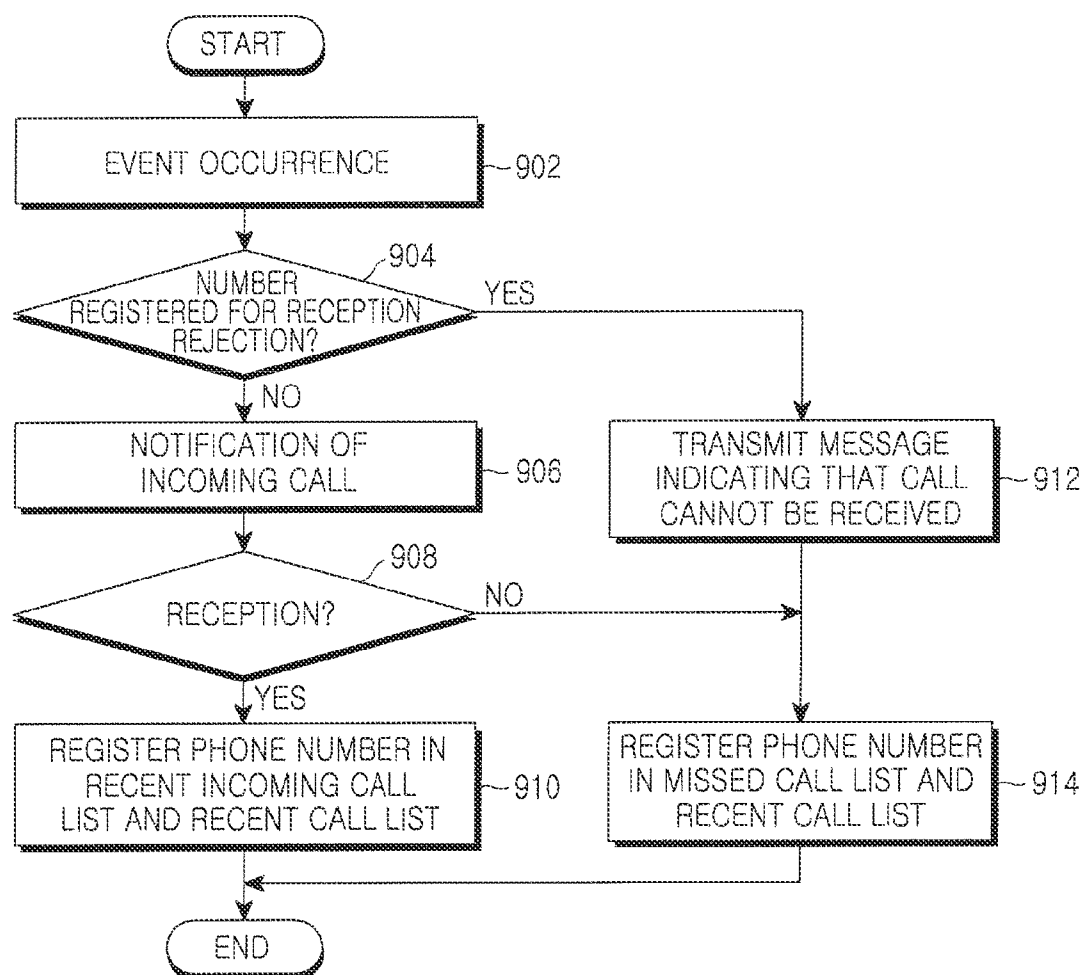 START
EVENT OCCURRENCE
902
904
NUMBER
REGISTERED FOR RECEPTION
REJECTION?
YES
NO
NOTIFICATION OF
INCOMING CALL
906
TRANSMIT MESSAGE
INDICATING THAT CALL
CANNOT BE RECEIVED
912
908
RECEPTION?
NO
YES
REGISTER PHONE NUMBER IN
RECENT INCOMING CALL
LIST AND RECENT CALL LIST
910
REGISTER PHONE NUMBER
IN MISSED CALL LIST AND
RECENT CALL LIST
914
END